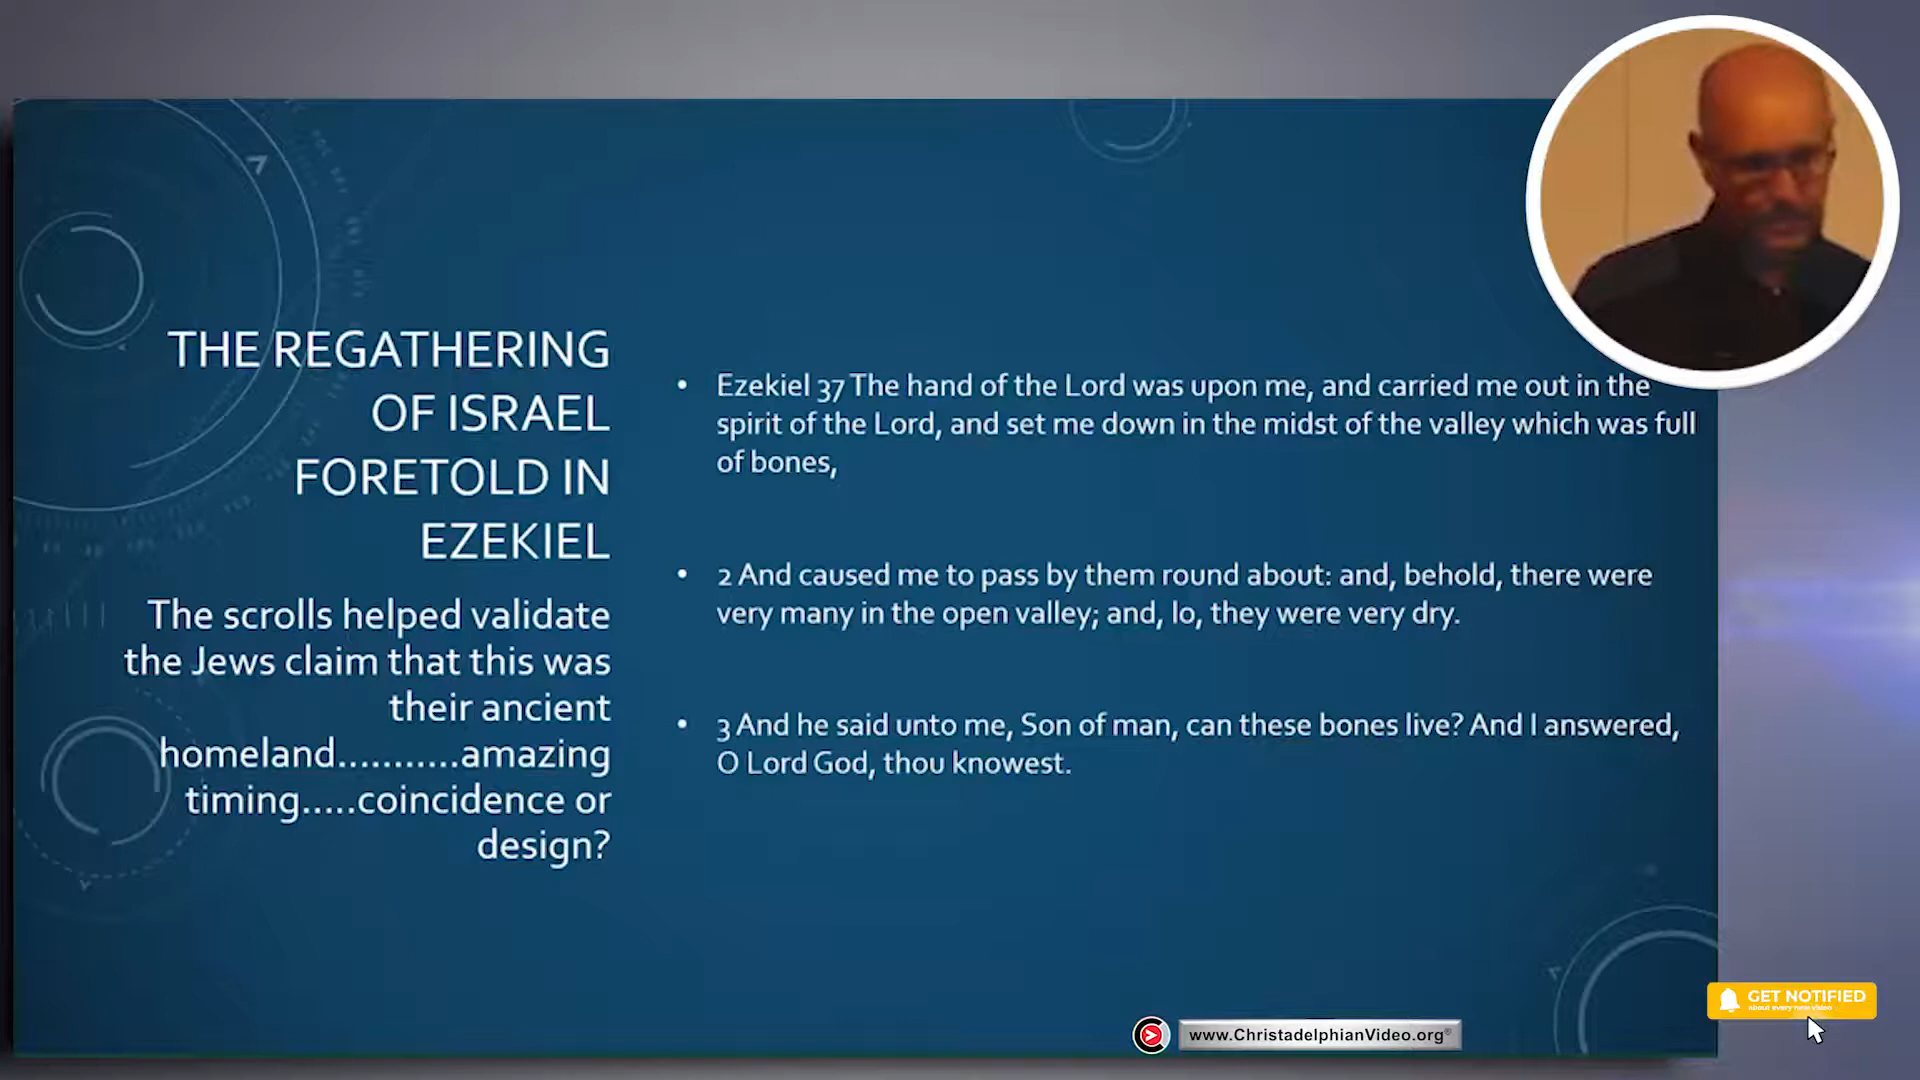 THE REGATHERING
OF ISRAEL
FORETOLD IN
EZEKIEL
The scrolls helped validate
the Jews claim that this was
their ancient
homeland...........amazing
timing.....coincidence or
design?
• Ezekiel 37 The hand of the Lord was upon me, and carried me out in the
spirit of the Lord, and set me down in the midst of the valley which was full
of bones,
• 2 And caused me to pass by them round about: and, behold, there were
very many in the open valley; and, lo, they were very dry.
• 3 And he said unto me, Son of man, can these bones live? And I answered,
O Lord God, thou knowest.
GET NOTIFIED
about every new video
www.ChristadelphianVideo.org®